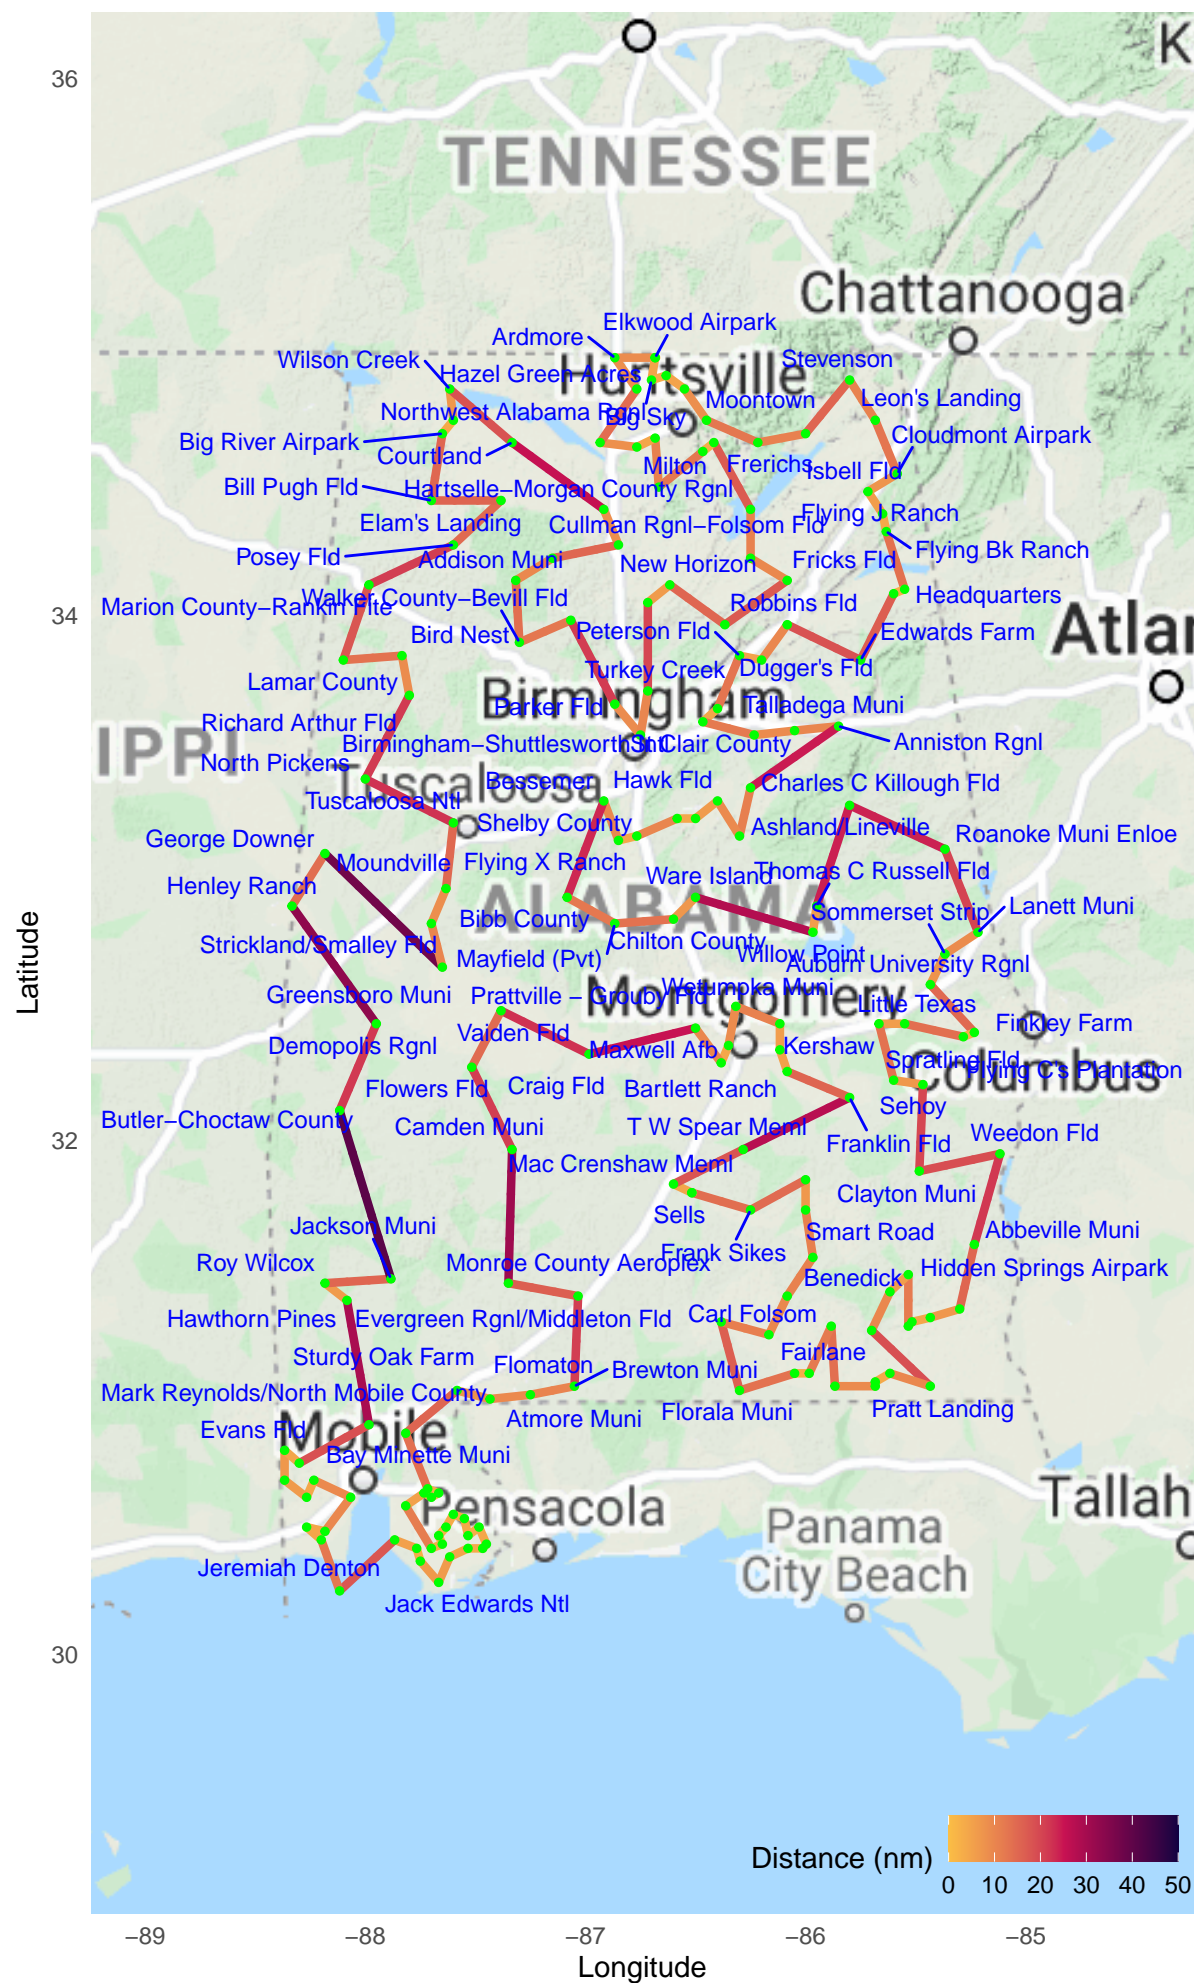 K
36
TENNESSEE
Chattanooga
Elkwood Airpark
Ardmore
Wilson Creek
Huntsville
Stevenson
Hazel Green Acres
Leon's Landing
Moontown
Northwest Alabama Rgnl
Big Sky
Cloudmont Airpark
Big River Airpark
Courtland
Milton
Frerichs
Isbell Fld
Bill Pugh Fld
Hartselle−Morgan County Rgnl
Flying J Ranch
Elam's Landing
Cullman Rgnl−Folsom Fld
Flying Bk Ranch
Posey Fld
Addison Muni
New Horizon
Fricks Fld
Headquarters
Walker County−Bevill Fld
Robbins Fld
34
Bird Nest
Peterson Fld
Edwards Farm
Atlan
Lamar County
Turkey Creek
Dugger's Fld
Birmingham
Parker Fld
Talladega Muni
Richard Arthur Fld
St Clair County
Anniston Rgnl
IPPI
North Pickens
Bessemer
Hawk Fld
Charles C Killough Fld
Tuscaloosa
Tuscaloosa Ntl
Shelby County
Ashland/Lineville
Roanoke Muni Enloe
George Downer
Moundville
Flying X Ranch
Ware Island
Thomas C Russell Fld
Henley Ranch
ALABAMA
Sommerset Strip
Lanett Muni
Bibb County
Strickland/Smalley Fld
Chilton County
Willow Point
Mayfield (Pvt)
Auburn University Rgnl
Greensboro Muni
Prattville − Grouby Fld
Wetumpka Muni
Montgomery
Little Texas
Finkley Farm
Vaiden Fld
Demopolis Rgnl
Maxwell Afb
Kershaw
Spratling Fld
Flying C's Plantation
Columbus
Flowers Fld
Craig Fld
Bartlett Ranch
Sehoy
Butler−Choctaw County
Camden Muni
T W Spear Meml
Franklin Fld
Weedon Fld
32
Mac Crenshaw Meml
Clayton Muni
Sells
Jackson Muni
Smart Road
Abbeville Muni
Frank Sikes
Roy Wilcox
Monroe County Aeroplex
Benedick
Hidden Springs Airpark
Hawthorn Pines
Evergreen Rgnl/Middleton Fld
Carl Folsom
Sturdy Oak Farm
Flomaton
Brewton Muni
Fairlane
Mark Reynolds/North Mobile County
Atmore Muni
Florala Muni
Pratt Landing
Evans Fld
Mobile
Bay Minette Muni
Pensacola
Tallah
Panama
City Beach
Jeremiah Denton
Jack Edwards Ntl
30
Latitude
Distance (nm)
0 10 20 30 40 50
−89 −88 −87 −86 −85
Longitude